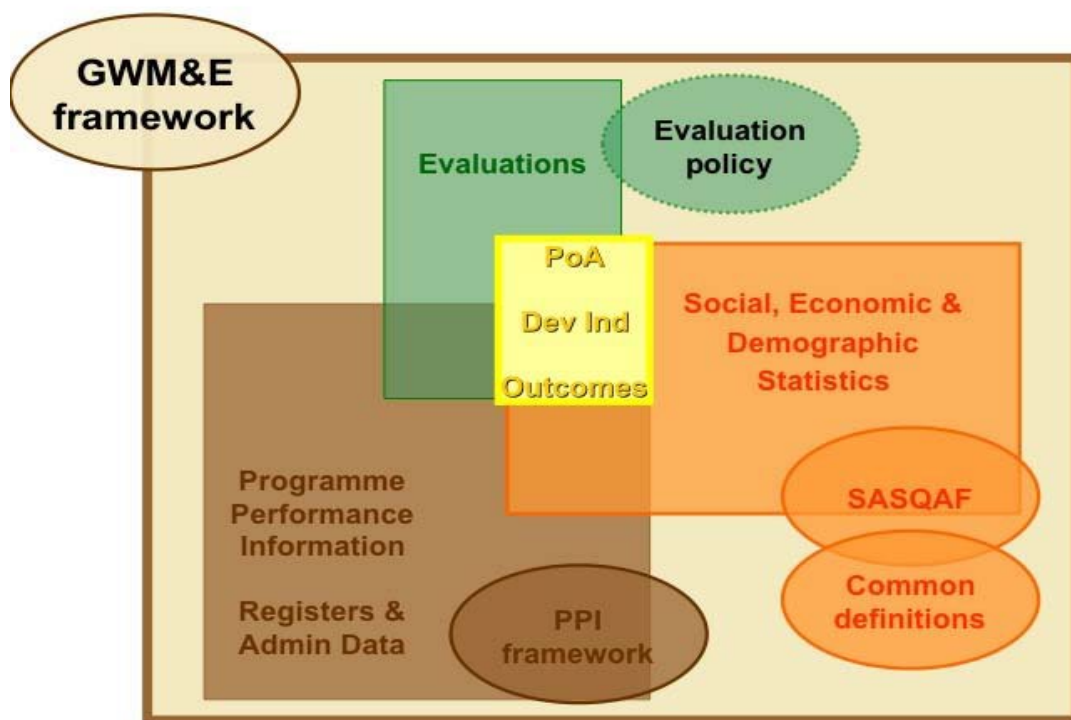 GWM&E
framework
Evaluations
Evaluation
policy
PoA
Dev Ind
Outcomes
Social, Economic &
Demographic
Statistics
SASQAF
Common
definitions
Programme
Performance
Information
Registers &
Admin Data
PPI
framework